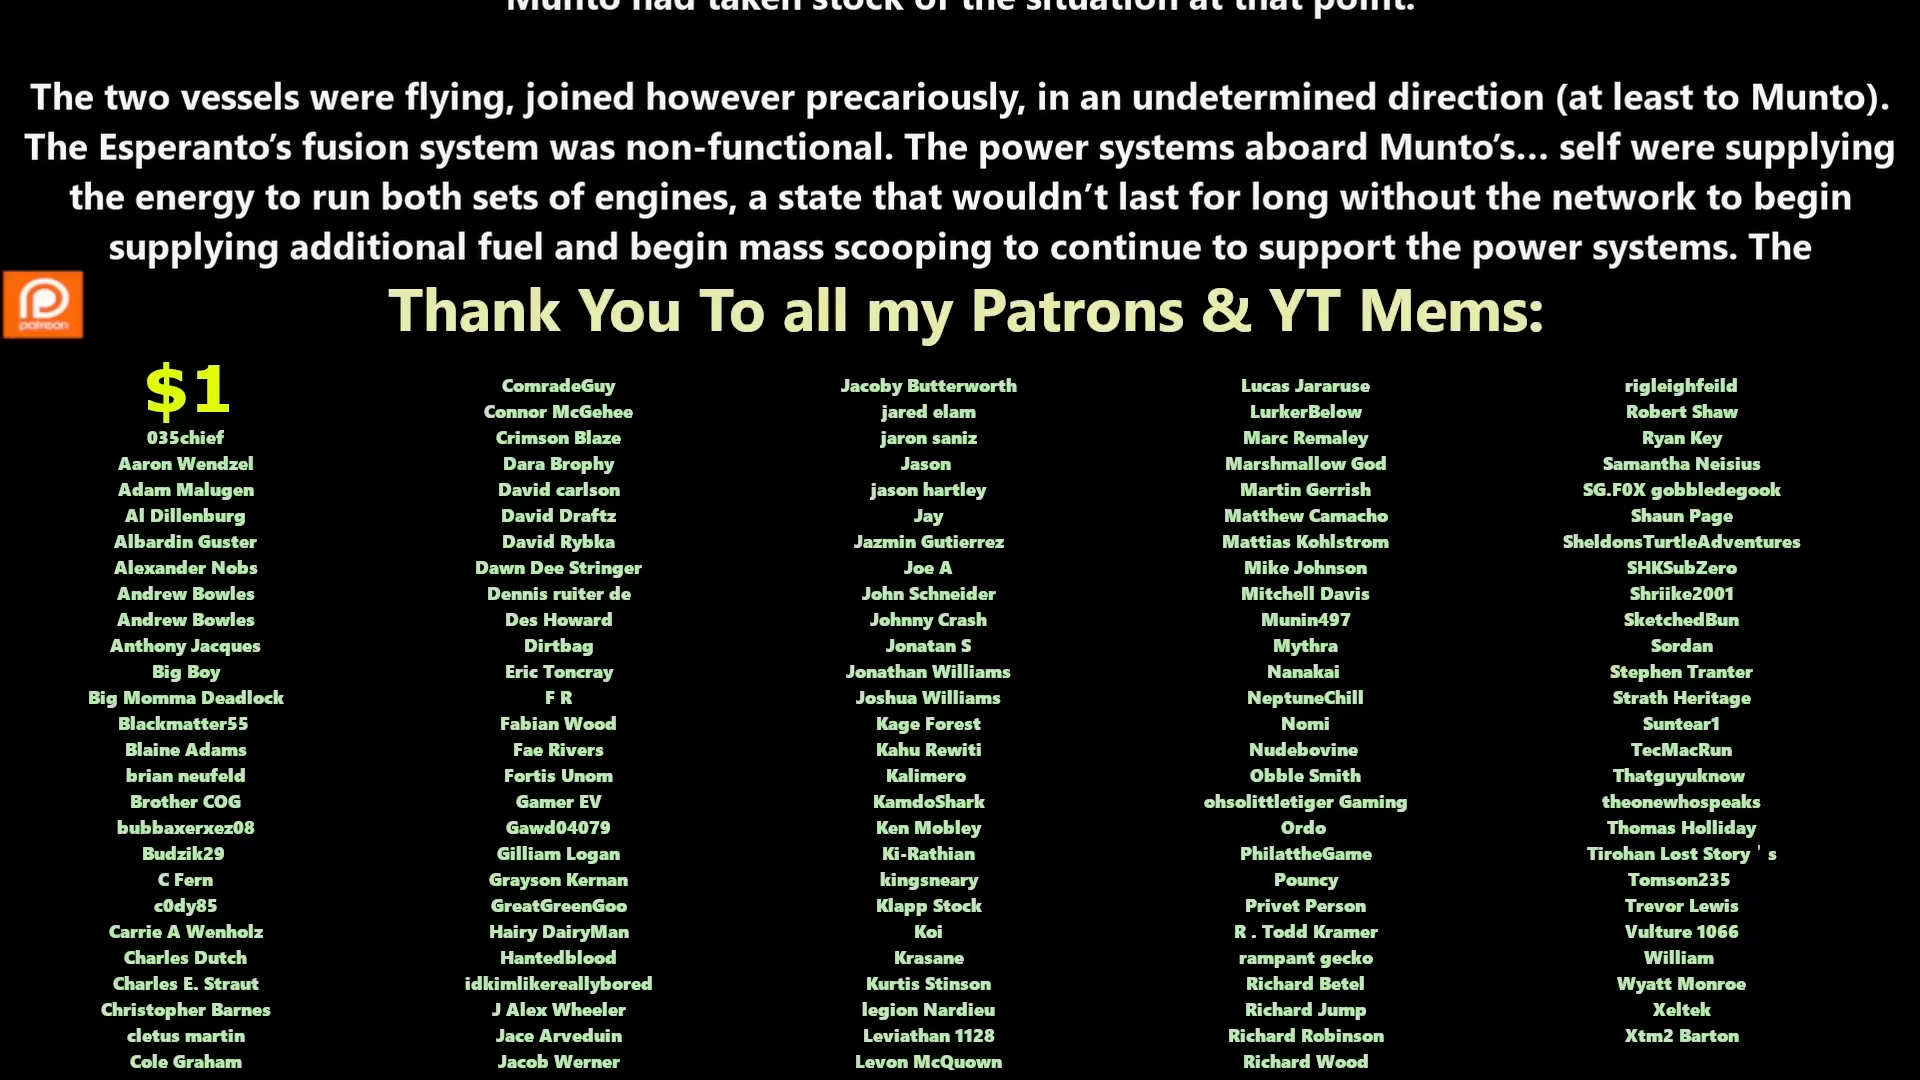 Munto had taken stock of the situation at that point.
The two vessels were flying, joined however precariously, in an undetermined direction (at least to Munto).
The Esperanto’s fusion system was non-functional. The power systems aboard Munto’s… self were supplying
the energy to run both sets of engines, a state that wouldn’t last for long without the network to begin
supplying additional fuel and begin mass scooping to continue to support the power systems. The
patreon
Thank You To all my Patrons & YT Mems:
$1
035chief
Aaron Wendzel
Adam Malugen
Al Dillenburg
Albardin Guster
Alexander Nobs
Andrew Bowles
Andrew Bowles
Anthony Jacques
Big Boy
Big Momma Deadlock
Blackmatter55
Blaine Adams
brian neufeld
Brother COG
bubbaxerxez08
Budzik29
C Fern
c0dy85
Carrie A Wenholz
Charles Dutch
Charles E. Straut
Christopher Barnes
cletus martin
Cole Graham
ComradeGuy
Connor McGehee
Crimson Blaze
Dara Brophy
David carlson
David Draftz
David Rybka
Dawn Dee Stringer
Dennis ruiter de
Des Howard
Dirtbag
Eric Toncray
F R
Fabian Wood
Fae Rivers
Fortis Unom
Gamer EV
Gawd04079
Gilliam Logan
Grayson Kernan
GreatGreenGoo
Hairy DairyMan
Hantedblood
idkimlikereallybored
J Alex Wheeler
Jace Arveduin
Jacob Werner
Jacoby Butterworth
jared elam
jaron saniz
Jason
jason hartley
Jay
Jazmin Gutierrez
Joe A
John Schneider
Johnny Crash
Jonatan S
Jonathan Williams
Joshua Williams
Kage Forest
Kahu Rewiti
Kalimero
KamdoShark
Ken Mobley
Ki-Rathian
kingsneary
Klapp Stock
Koi
Krasane
Kurtis Stinson
legion Nardieu
Leviathan 1128
Levon McQuown
Lucas Jararuse
LurkerBelow
Marc Remaley
Marshmallow God
Martin Gerrish
Matthew Camacho
Mattias Kohlstrom
Mike Johnson
Mitchell Davis
Munin497
Mythra
Nanakai
NeptuneChill
Nomi
Nudebovine
Obble Smith
ohsolittletiger Gaming
Ordo
PhilattheGame
Pouncy
Privet Person
R . Todd Kramer
rampant gecko
Richard Betel
Richard Jump
Richard Robinson
Richard Wood
rigleighfeild
Robert Shaw
Ryan Key
Samantha Neisius
SG.F0X gobbledegook
Shaun Page
SheldonsTurtleAdventures
SHKSubZero
Shriike2001
SketchedBun
Sordan
Stephen Tranter
Strath Heritage
Suntear1
TecMacRun
Thatguyuknow
theonewhospeaks
Thomas Holliday
Tirohan Lost Story ' s
Tomson235
Trevor Lewis
Vulture 1066
William
Wyatt Monroe
Xeltek
Xtm2 Barton